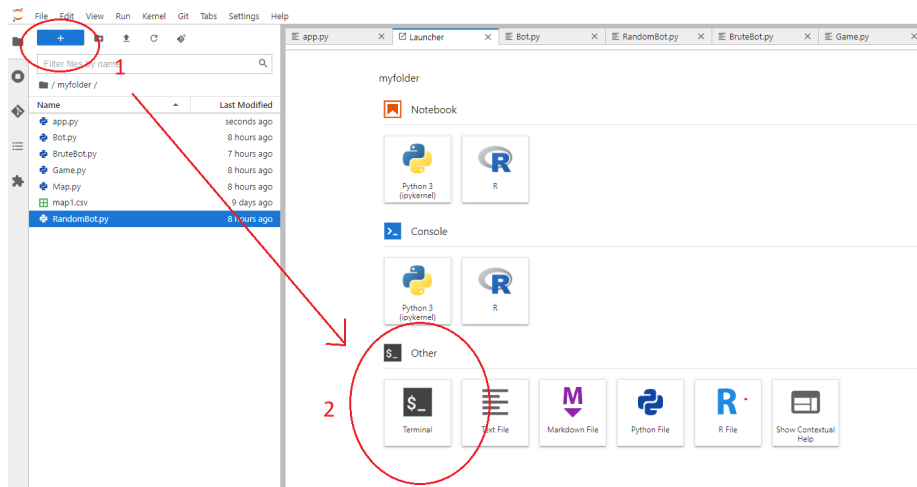 File Edit View Run Kernel Git Tabs Settings Help
+
app.py
Launcher
Bot.py
RandomBot.py
BruteBot.py
Game.py
Filter files by name
1
/ myfolder /
Name Last Modified
app.py seconds ago
Bot.py 8 hours ago
BruteBot.py 7 hours ago
Game.py 8 hours ago
Map.py 8 hours ago
map1.csv 9 days ago
RandomBot.py 8 hours ago
myfolder
Notebook
Python 3
(ipykernel)
R
Console
Python 3
(ipykernel)
R
$_ Other
2
$_
Terminal
Text File
M
Markdown File
Python File
R
R File
Show Contextual
Help